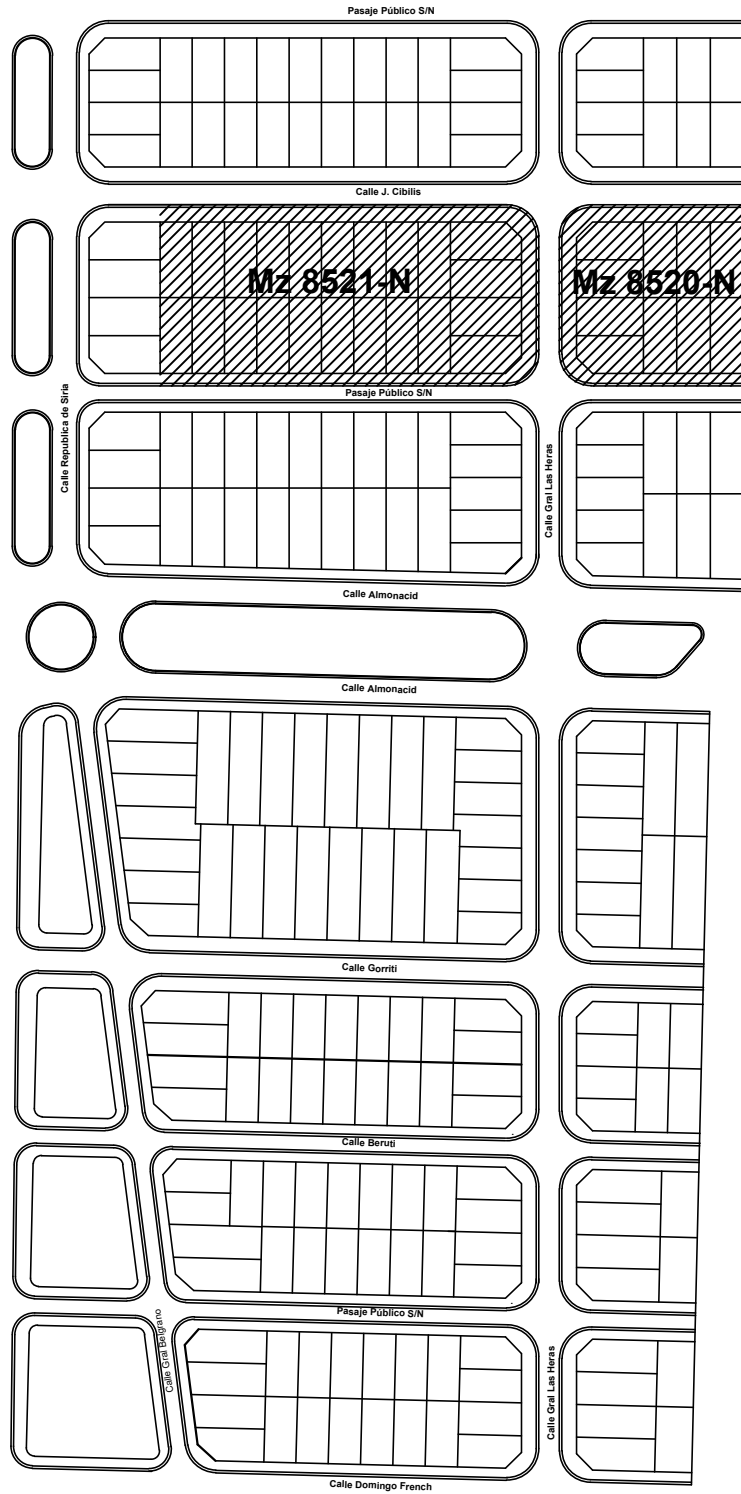 Pasaje Público S/N
Calle J. Cibilis
Mz 8521-N
Mz 8520-N
Pasaje Público S/N
Calle Republica de Siria
Calle Gral Las Heras
Calle Almonacid
Calle Almonacid
Calle Gorriti
Calle Beruti
Pasaje Público S/N
Calle Gral Belgrano
Calle Gral Las Heras
Calle Domingo French